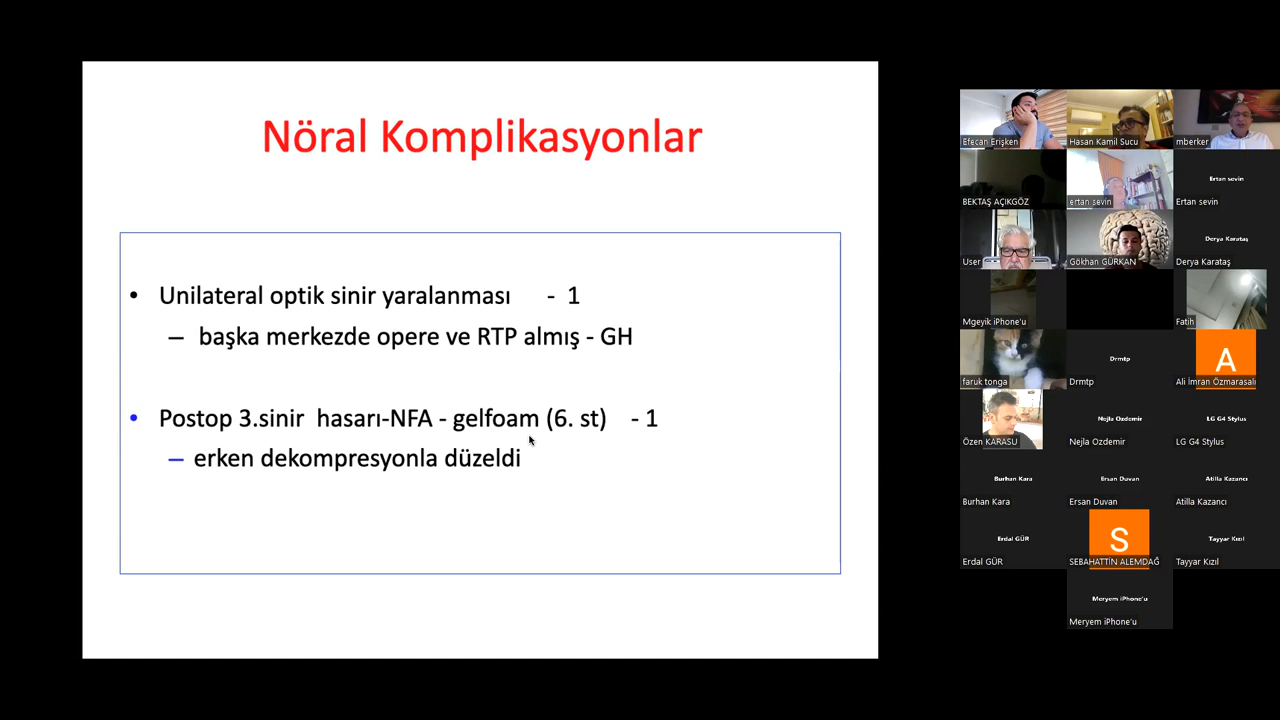 Nöral Komplikasyonlar
• Unilateral optik sinir yaralanması - 1
– başka merkezde opere ve RTP almış - GH
• Postop 3.sinir hasarı-NFA - gelfoam (6. st) - 1
– erken dekompresyonla düzeldi
Efecan Erişken
Hasan Kamil Sucu
mberker
BEKTAŞ AÇIKGÖZ
ertan sevin
Ertan sevin
Ertan sevin
User
Gökhan GÜRKAN
Derya Karataş
Derya Karataş
Mgeyik iPhone'u
Fatih
faruk tonga
Drmtp
Drmtp
A
Ali İmran Özmarasalı
Özen KARASU
Nejla Ozdemir
Nejla Ozdemir
LG G4 Stylus
LG G4 Stylus
Burhan Kara
Burhan Kara
Ersan Duvan
Ersan Duvan
Atilla Kazancı
Atilla Kazancı
Erdal GÜR
Erdal GÜR
S
SEBAHATTİN ALEMDAĞ
Tayyar Kızıl
Tayyar Kızıl
Meryem iPhone'u
Meryem iPhone'u